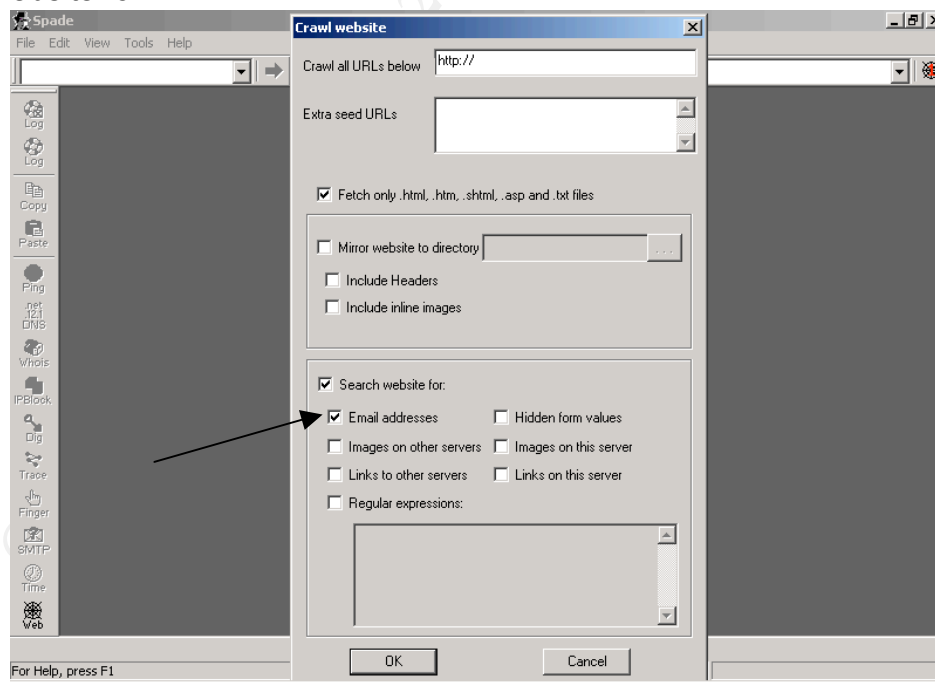 Spade
File Edit View Tools Help
Log
Log
Copy
Paste
Ping
.net
.12.1
DNS
Whois
IPBlock
Dig
Trace
Finger
SMTP
Time
Web
For Help, press F1
Crawl website
Crawl all URLs below
http://
Extra seed URLs
Fetch only .html, .htm, .shtml, .asp and .txt files
Mirror website to directory
...
Include Headers
Include inline images
Search website for:
Email addresses
Hidden form values
Images on other servers
Images on this server
Links to other servers
Links on this server
Regular expressions:
OK
Cancel